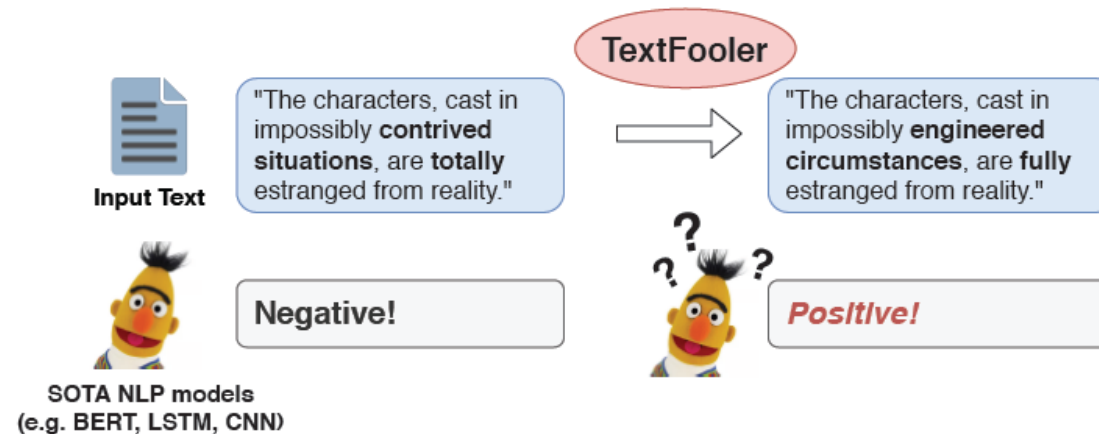 TextFooler
"The characters, cast in
impossibly contrived
situations, are totally
estranged from reality."
"The characters, cast in
impossibly engineered
circumstances, are fully
estranged from reality."
Input Text
? ? ?
Negative!
Positive!
SOTA NLP models
(e.g. BERT, LSTM, CNN)